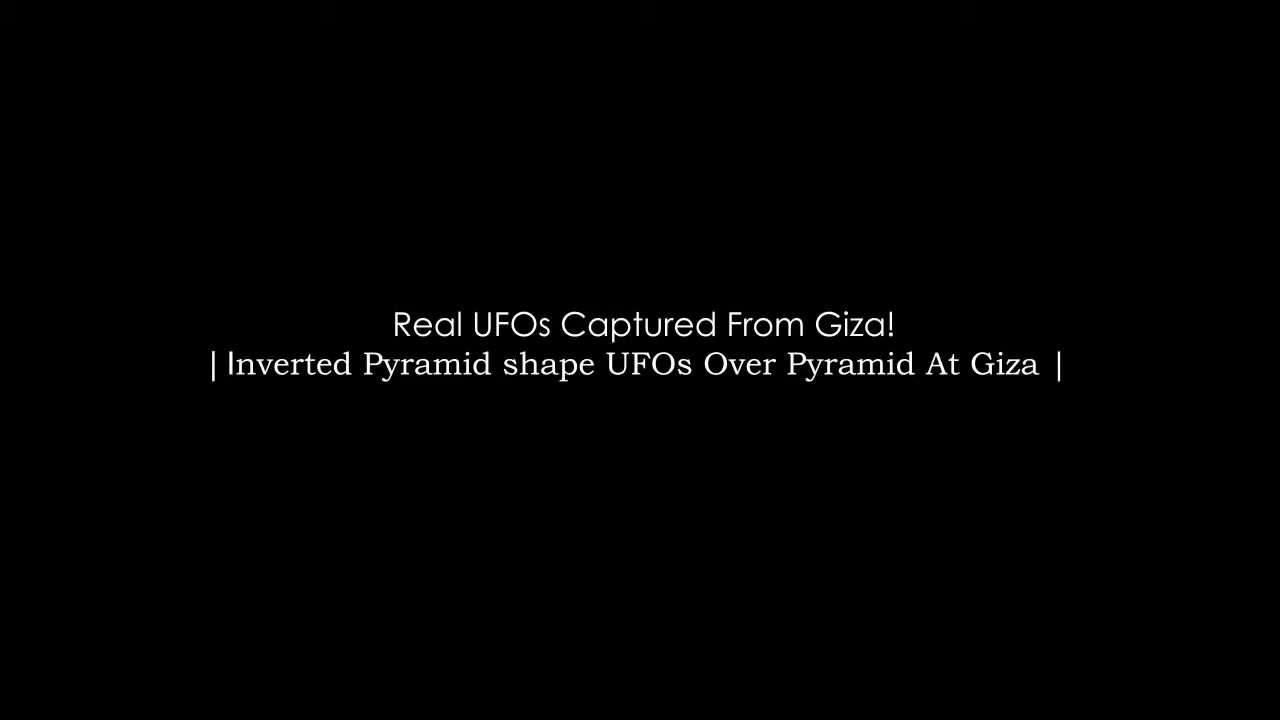 Real UFOs Captured From Giza!
| Inverted Pyramid shape UFOs Over Pyramid At Giza |